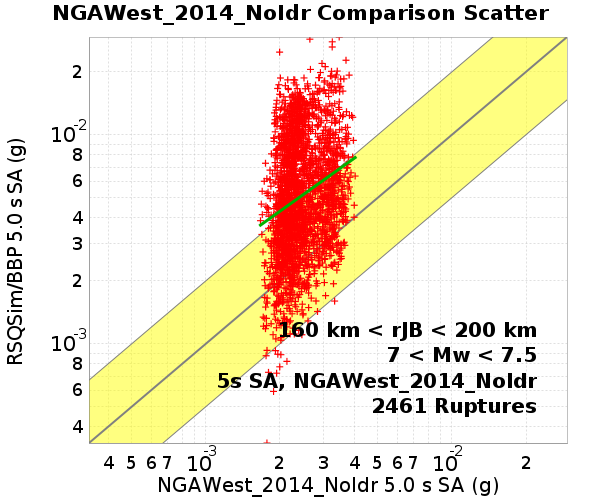 NGAWest_2014_NoIdr Comparison Scatter
RSQSim/BBP 5.0 s SA (g)
2
10-2
8
6
4
3
2
10-3
8
6
4
160 km < rJB < 200 km
7 < Mw < 7.5
5s SA, NGAWest_2014_NoIdr
2461 Ruptures
4 5 6 7 10-3 2 3 4 5 6 7 10-2 2
NGAWest_2014_NoIdr 5.0 s SA (g)